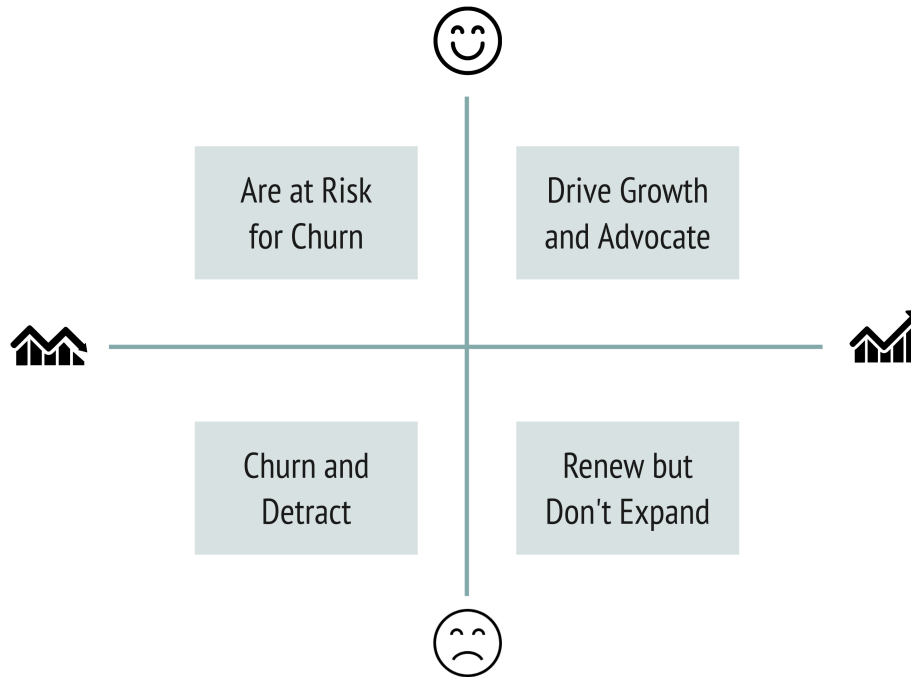 Are at Risk
for Churn
Drive Growth
and Advocate
Churn and
Detract
Renew but
Don't Expand